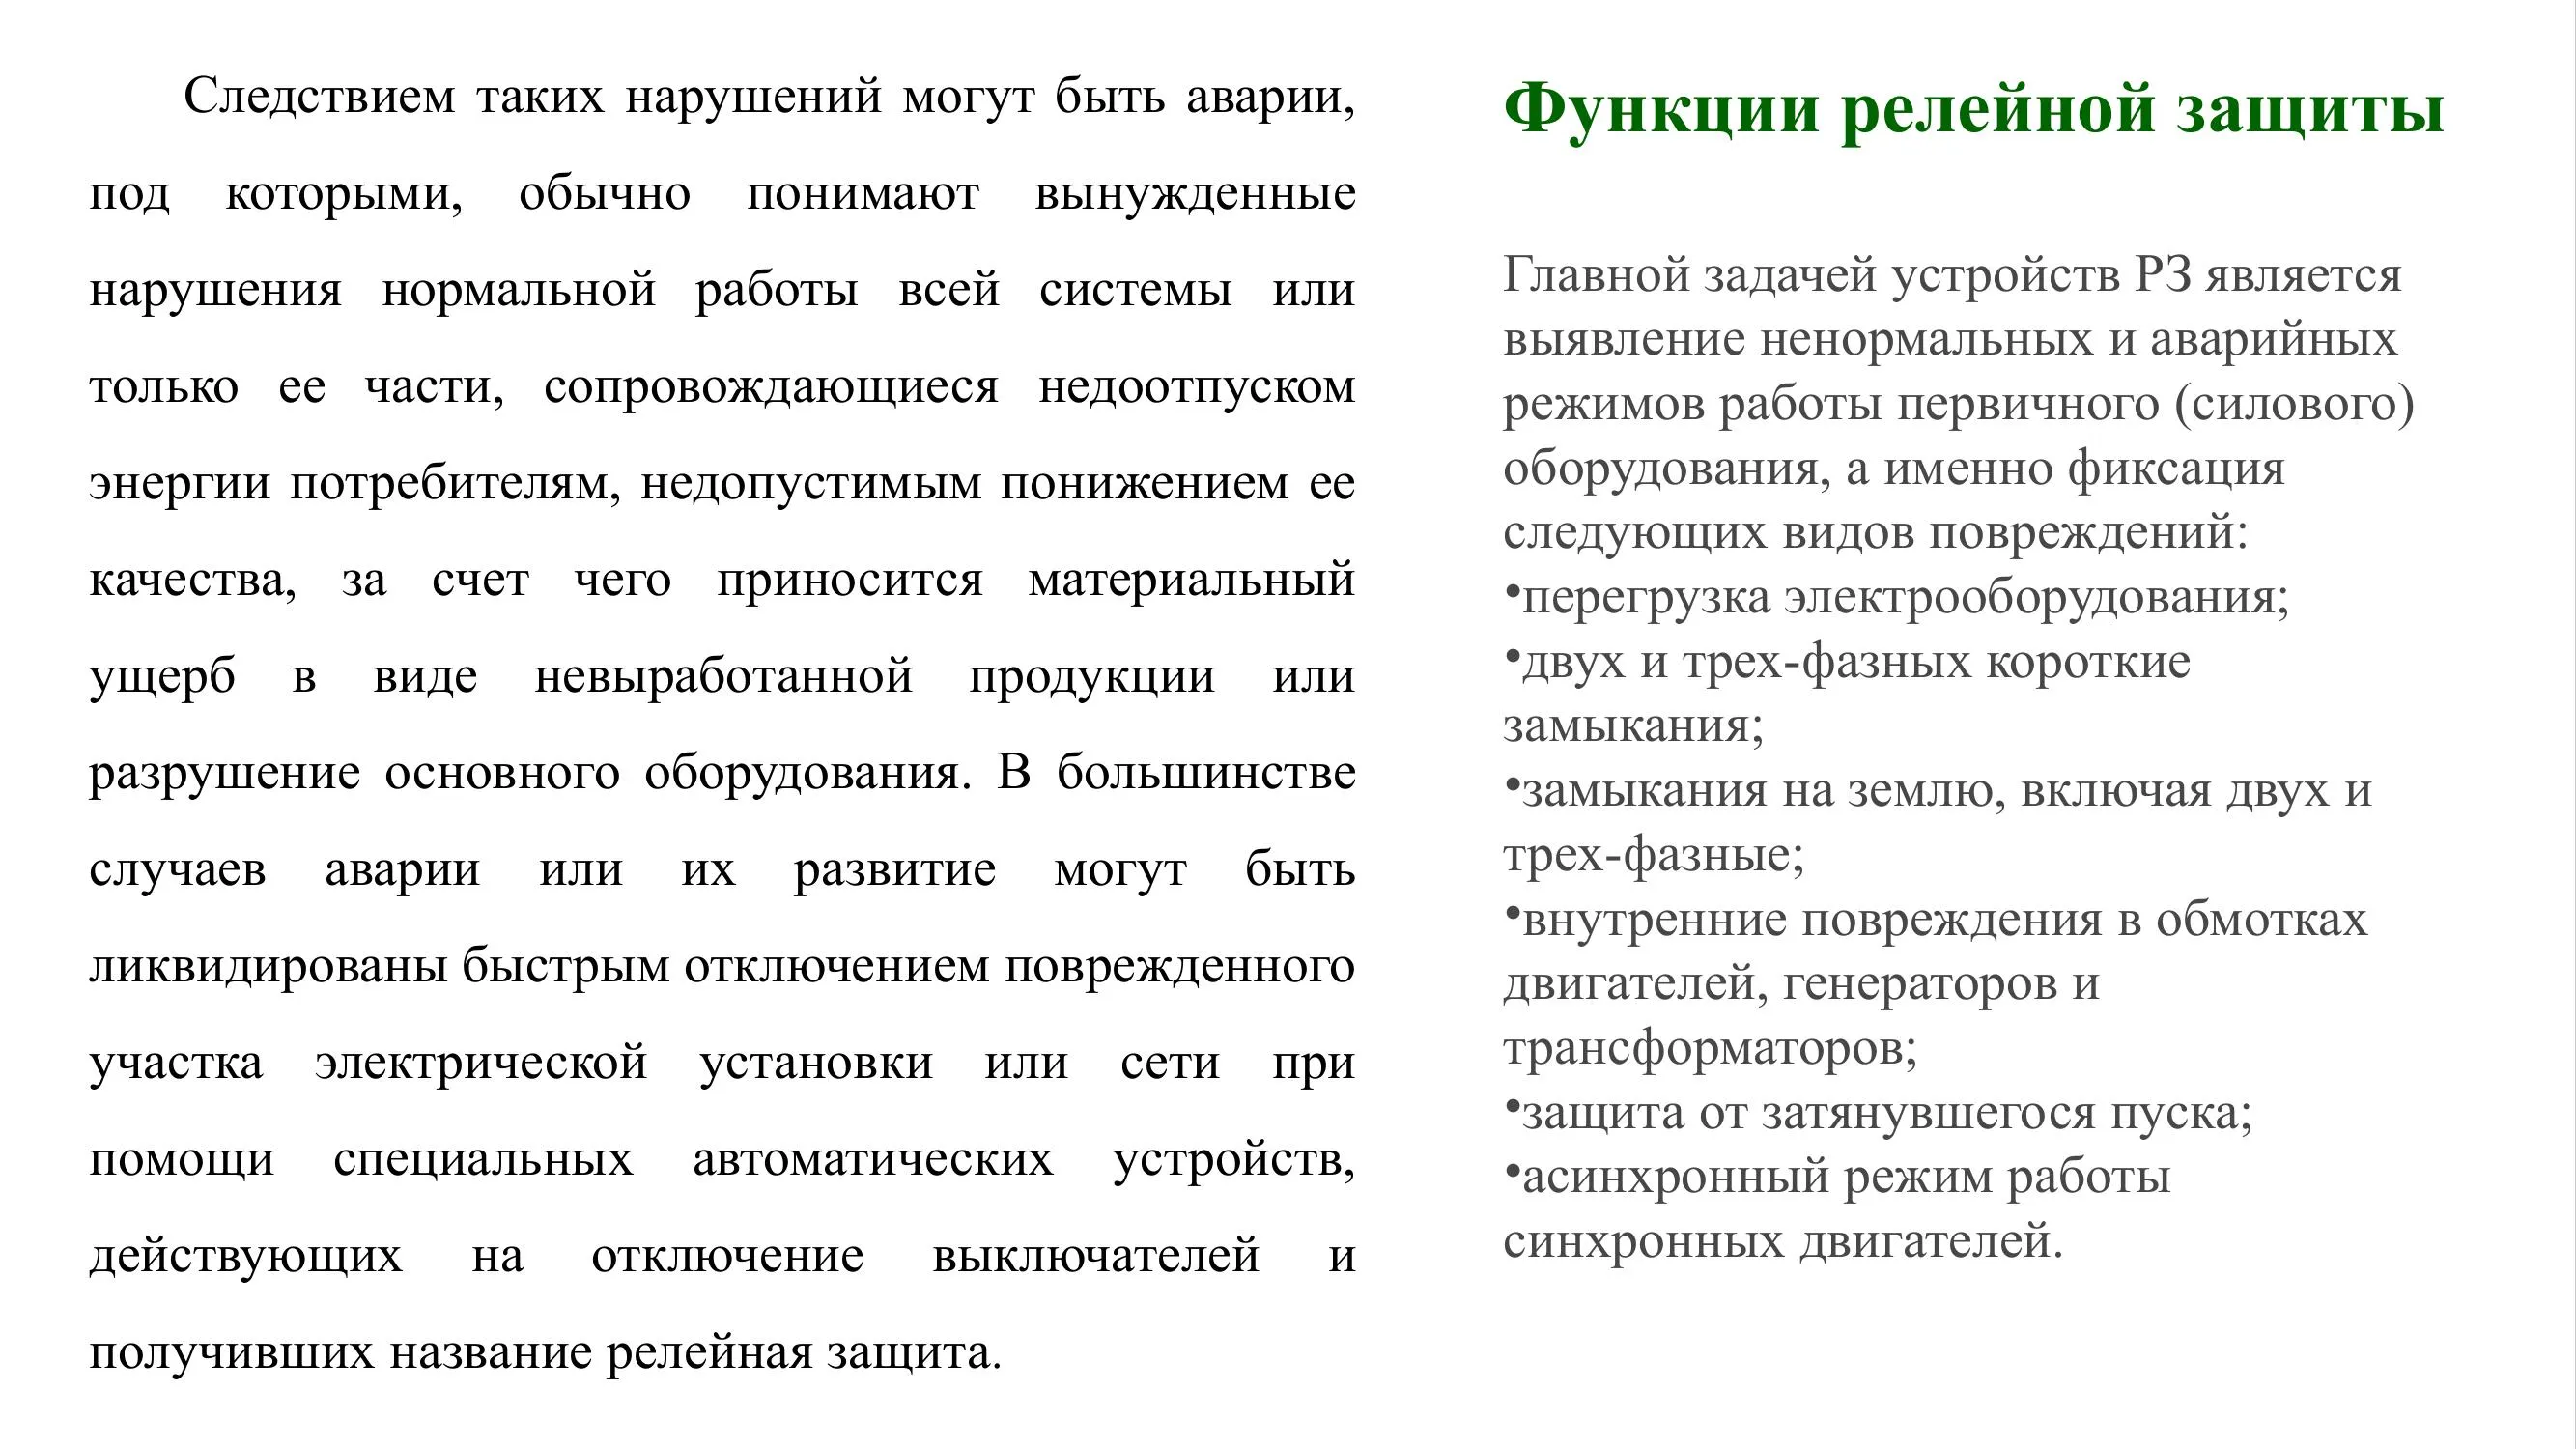 Следствием таких нарушений могут быть аварии,
под которыми, обычно понимают вынужденные
нарушения нормальной работы всей системы или
только ее части, сопровождающиеся недоотпуском
энергии потребителям, недопустимым понижением ее
качества, за счет чего приносится материальный
ущерб в виде невыработанной продукции или
разрушение основного оборудования. В большинстве
случаев аварии или их развитие могут быть
ликвидированы быстрым отключением поврежденного
участка электрической установки или сети при
помощи специальных автоматических устройств,
действующих на отключение выключателей и
получивших название релейная защита.
Функции релейной защиты
Главной задачей устройств РЗ является
выявление ненормальных и аварийных
режимов работы первичного (силового)
оборудования, а именно фиксация
следующих видов повреждений:
•перегрузка электрооборудования;
•двух и трех-фазных короткие
замыкания;
•замыкания на землю, включая двух и
трех-фазные;
•внутренние повреждения в обмотках
двигателей, генераторов и
трансформаторов;
•защита от затянувшегося пуска;
•асинхронный режим работы
синхронных двигателей.